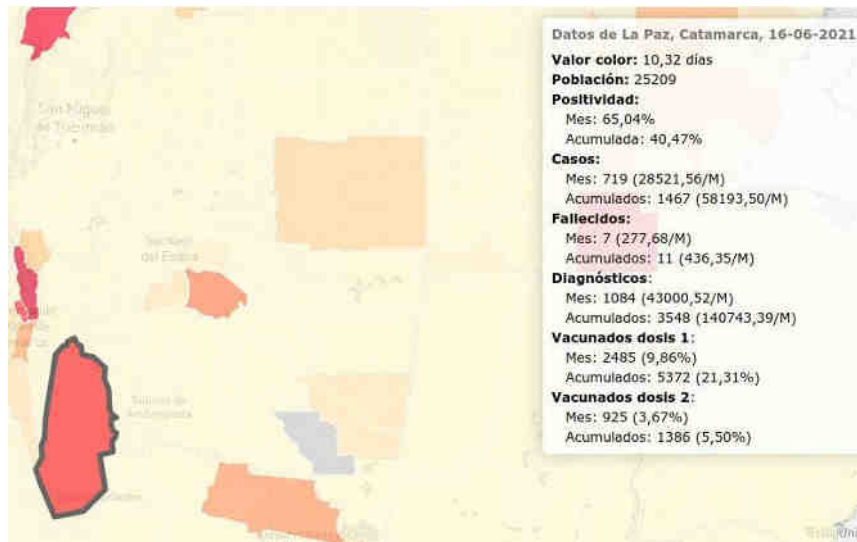 San Miguel
de Tucumán
Santiago
del Estero
Datos de La Paz, Catamarca, 16-06-2021
Valor color: 10,32 días
Población: 25209
Positividad:
Mes: 65,04%
Acumulada: 40,47%
Casos:
Mes: 719 (28521,56/M)
Acumulados: 1467 (58193,50/M)
Fallecidos:
Mes: 7 (277,68/M)
Acumulados: 11 (436,35/M)
Diagnósticos:
Mes: 1084 (43000,52/M)
Acumulados: 3548 (140743,39/M)
Vacunados dosis 1:
Mes: 2485 (9,86%)
Acumulados: 5372 (21,31%)
Vacunados dosis 2:
Mes: 925 (3,67%)
Acumulados: 1386 (5,50%)